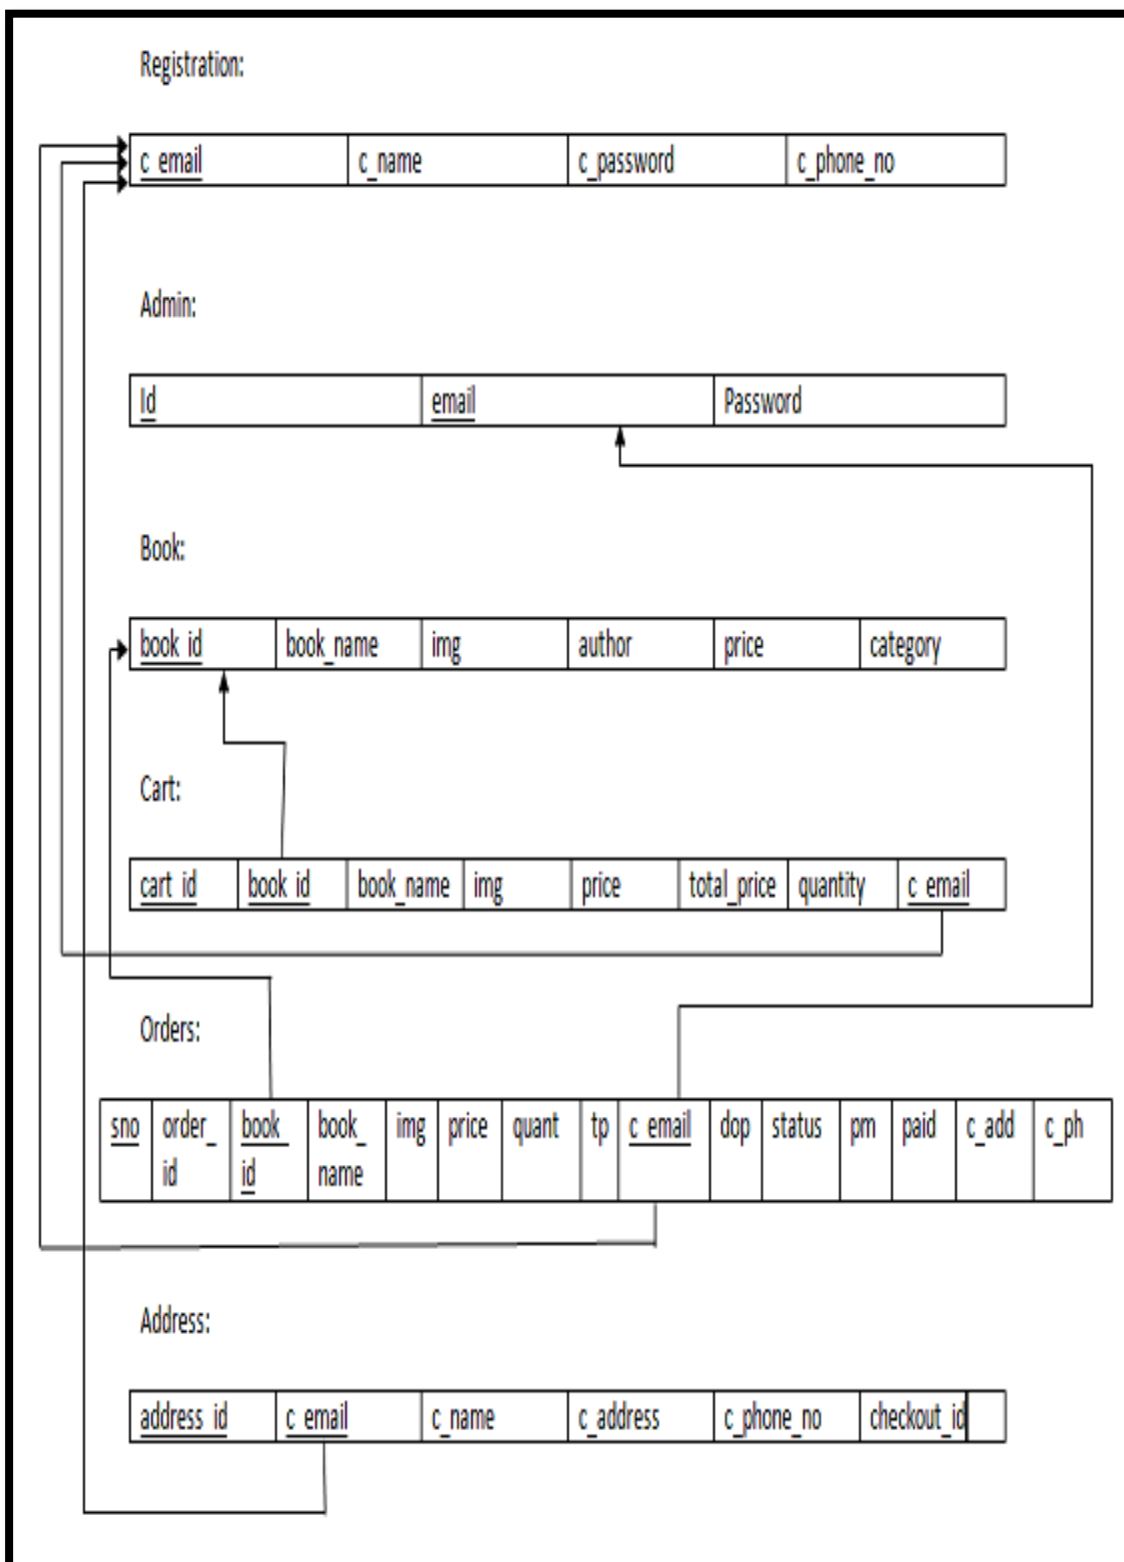 Registration:
c_email c_name c_password c_phone_no
Admin:
Id email Password
Book:
book_id book_name img author price category
Cart:
cart_id book_id book_name img price total_price quantity c_email
Orders:
sno order_ book_ book_ img price quant tp c_email dop status pm paid c_add c_ph
id id name
Address:
address_id c_email c_name c_address c_phone_no checkout_id